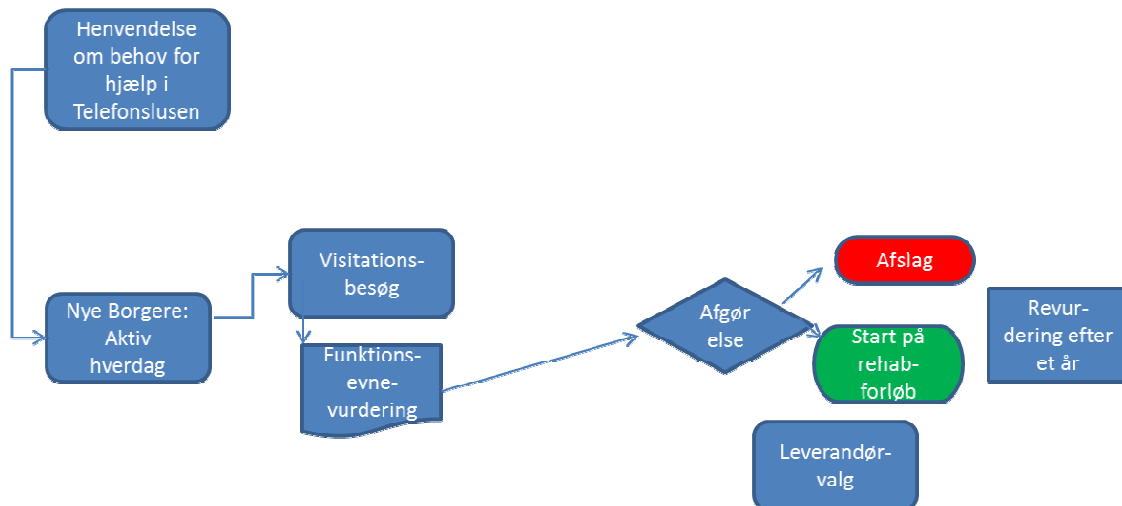 Henvendelse
om behov for
hjælp i
Telefonslusen
Nye Borgere:
Aktiv
hverdag
Visitations-
besøg
Funktions-
evne-
vurdering
Afgør
else
Afslag
Start på
rehab-
forløb
Revur-
dering efter
et år
Leverandør-
valg